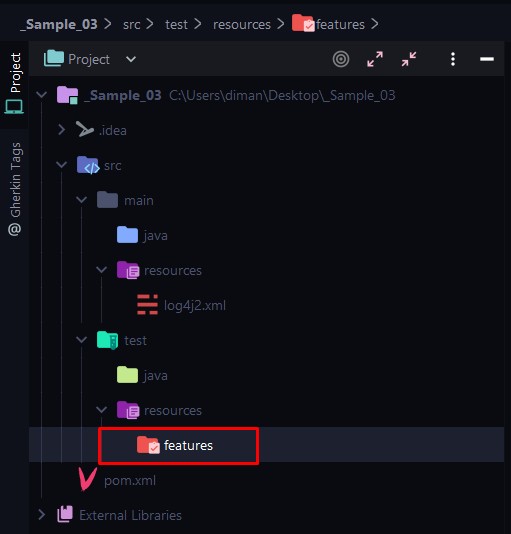 _Sample_03 > src > test > resources > features >
Project
Project
_Sample_03 C:\Users\diman\Desktop\_Sample_03
.idea
src
main
java
resources
log4j2.xml
test
java
resources
features
pom.xml
External Libraries
@ Gherkin Tags